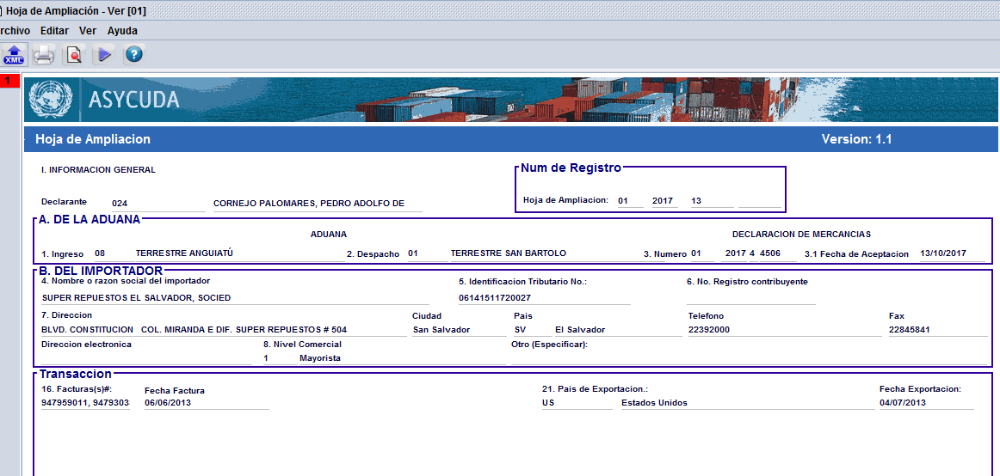 Hoja de Ampliación - Ver [01]
rchivo Editar Ver Ayuda
XML
1
ASYCUDA
Hoja de Ampliacion Version: 1.1
I. INFORMACION GENERAL
Num de Registro
Declarante 024 CORNEJO PALOMARES, PEDRO ADOLFO DE
Hoja de Ampliacion: 01 2017 13
A. DE LA ADUANA
ADUANA DECLARACION DE MERCANCIAS
1. Ingreso 08 TERRESTRE ANGUIATÚ 2. Despacho 01 TERRESTRE SAN BARTOLO 3. Numero 01 2017 4 4506 3.1 Fecha de Aceptacion 13/10/2017
B. DEL IMPORTADOR
4. Nombre o razon social del importador 5. Identificacion Tributario No.: 6. No. Registro contribuyente
SUPER REPUESTOS EL SALVADOR, SOCIED 06141511720027
7. Direccion Ciudad Pais Telefono Fax
BLVD. CONSTITUCION COL. MIRANDA E DIF. SUPER REPUESTOS # 504 San Salvador SV El Salvador 22392000 22845841
Direccion electronica 8. Nivel Comercial Otro (Especificar):
1 Mayorista
Transaccion
16. Facturas(s)#: Fecha Factura 21. Pais de Exportacion.: Fecha Exportacion:
947959011, 9479303 06/06/2013 US Estados Unidos 04/07/2013